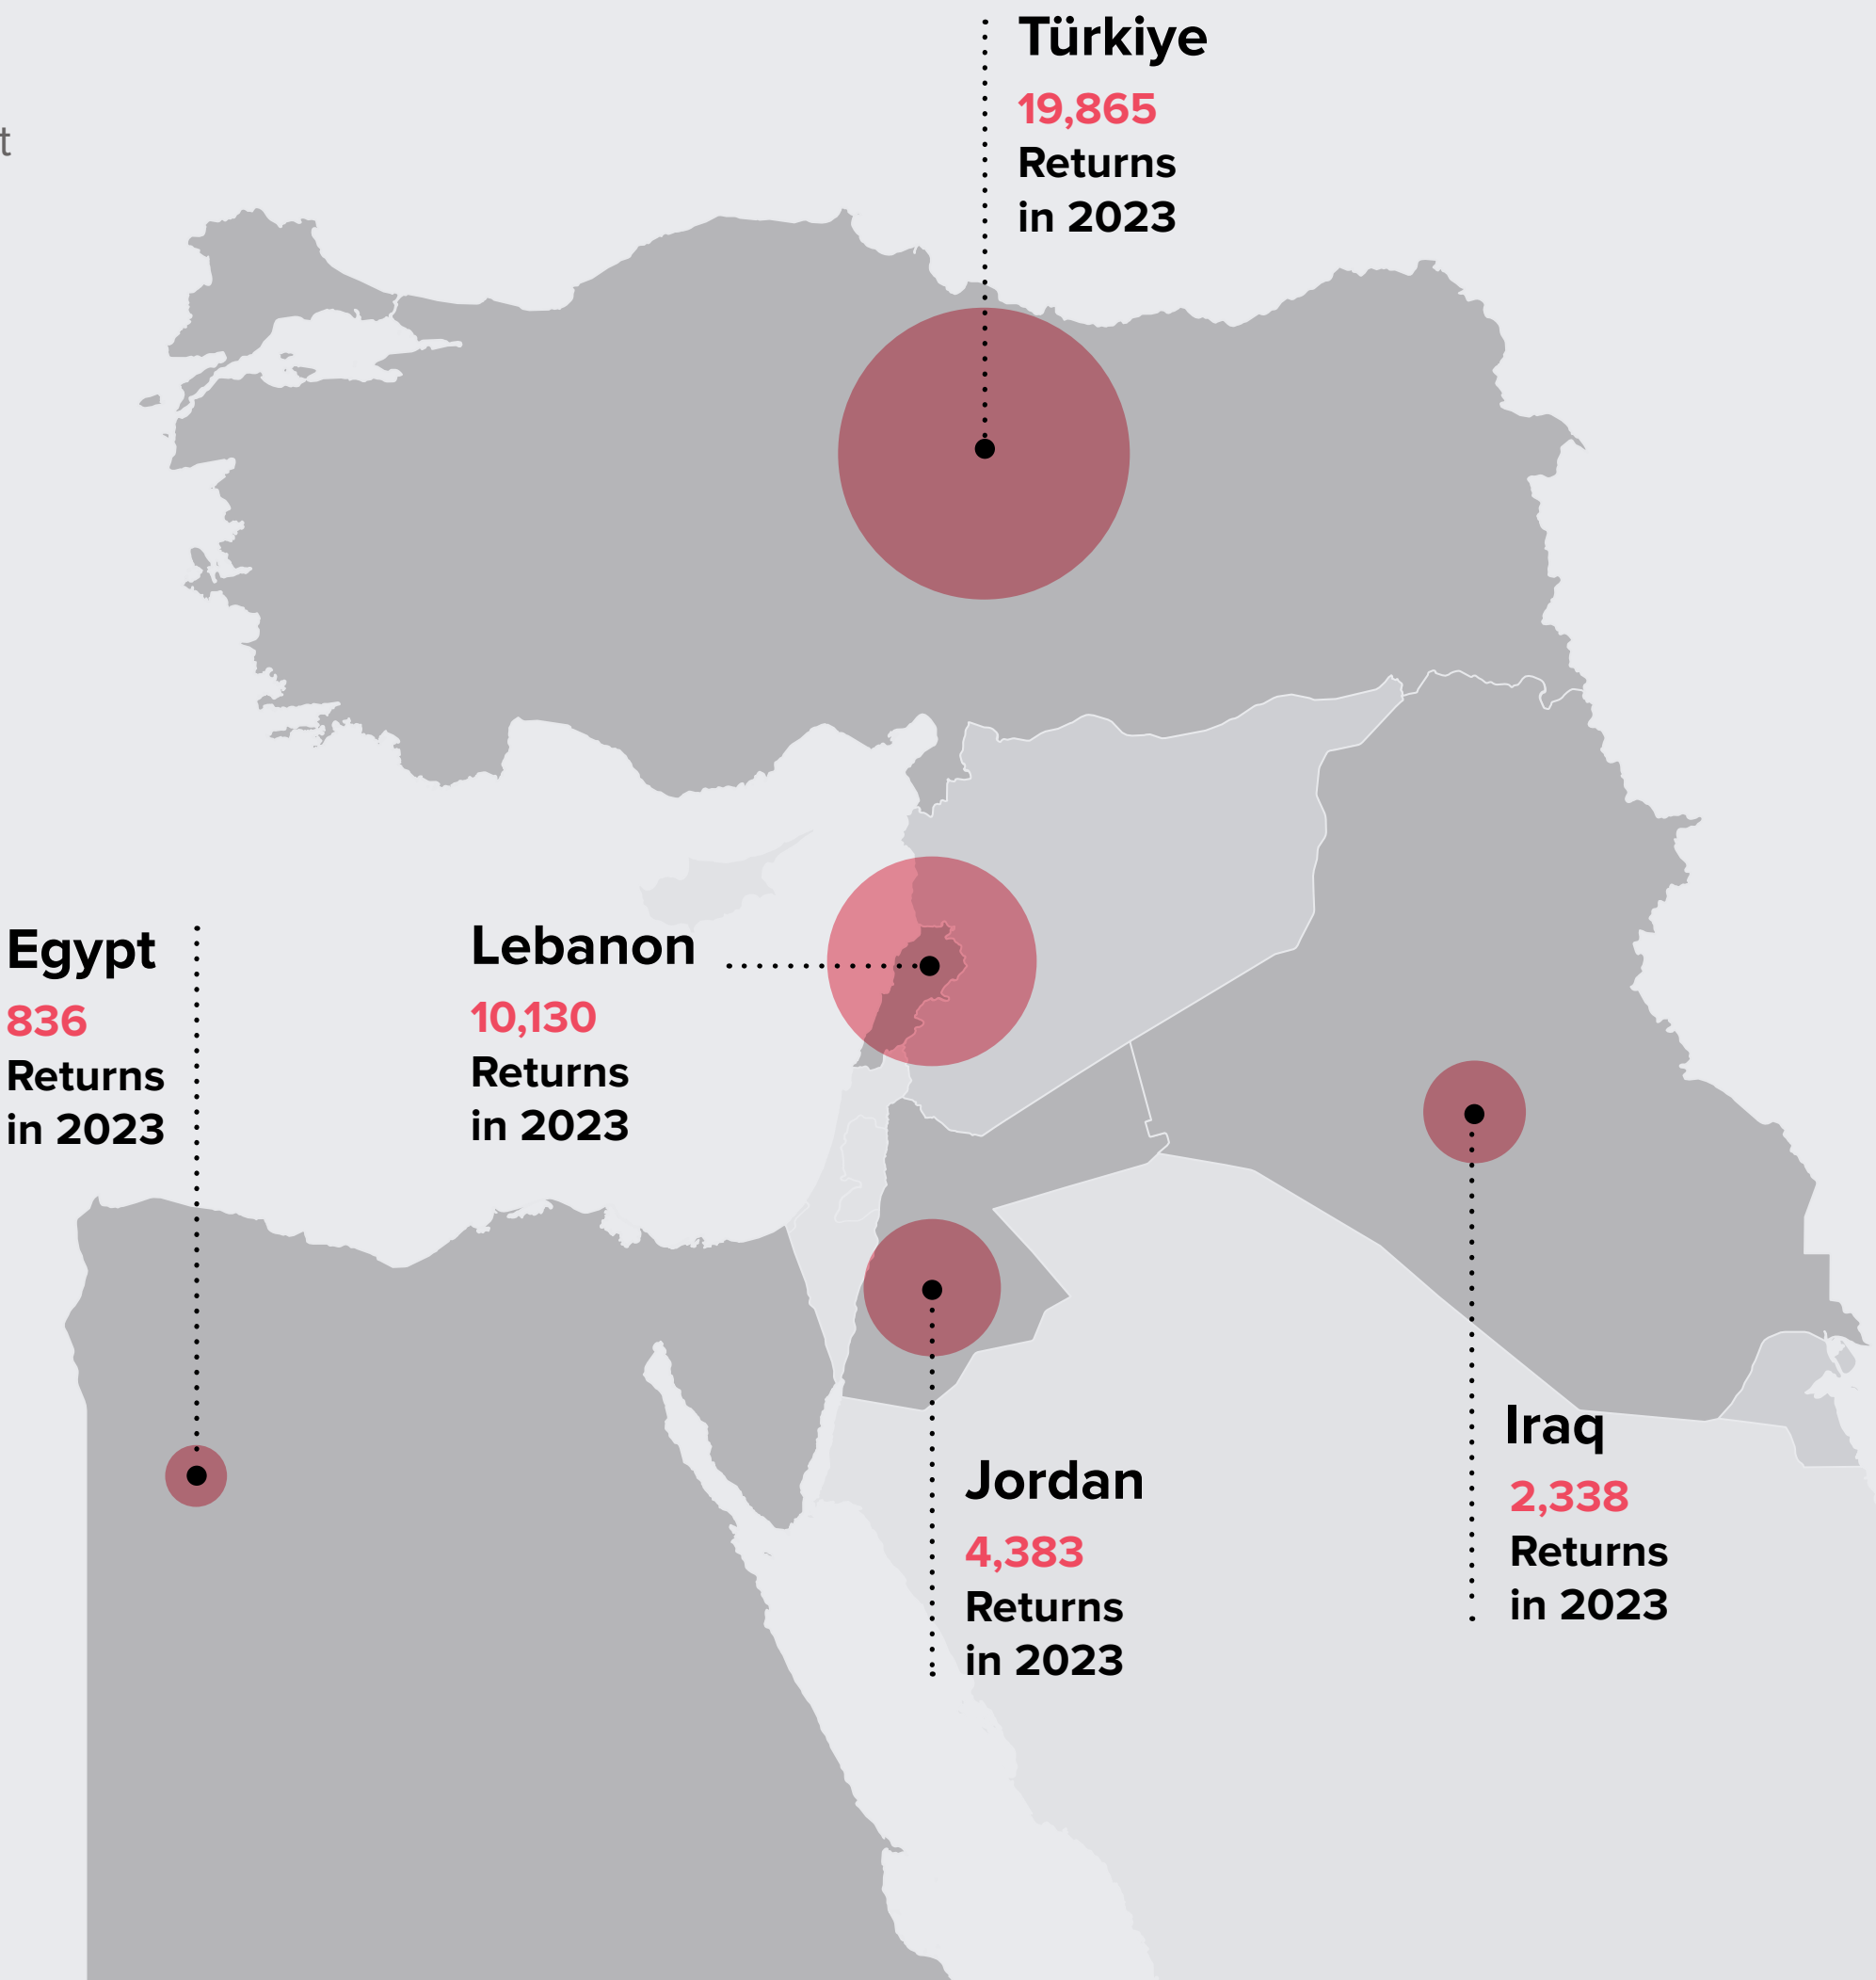 Türkiye
19,865
Returns
in 2023
t
Egypt
836
Returns
in 2023
Lebanon
10,130
Returns
in 2023
Jordan
4,383
Returns
in 2023
Iraq
2,338
Returns
in 2023